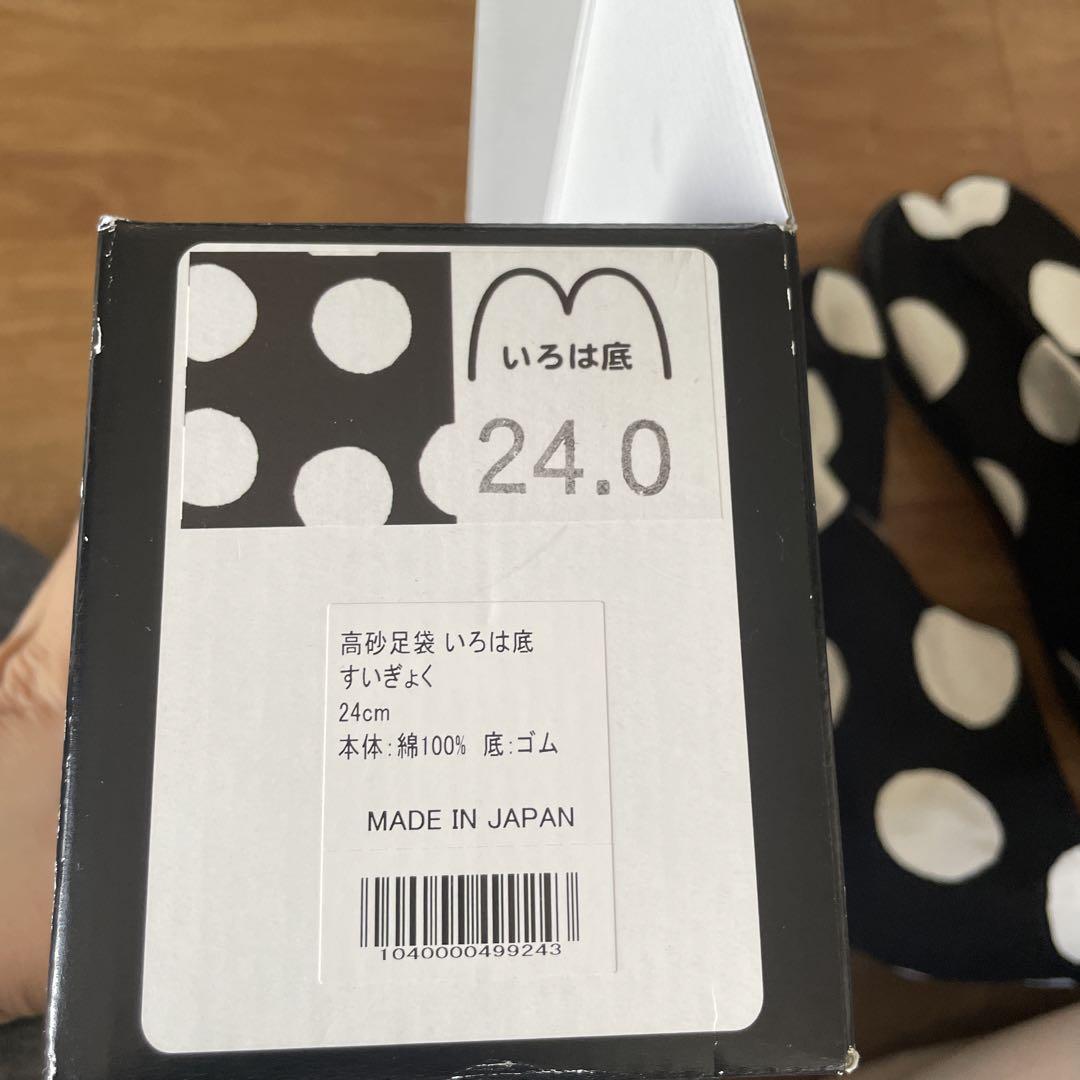 いろは底
24.0
高砂足袋 いろは底
すいぎょく
24cm
本体:綿100% 底:ゴム
MADE IN JAPAN
1040000499243